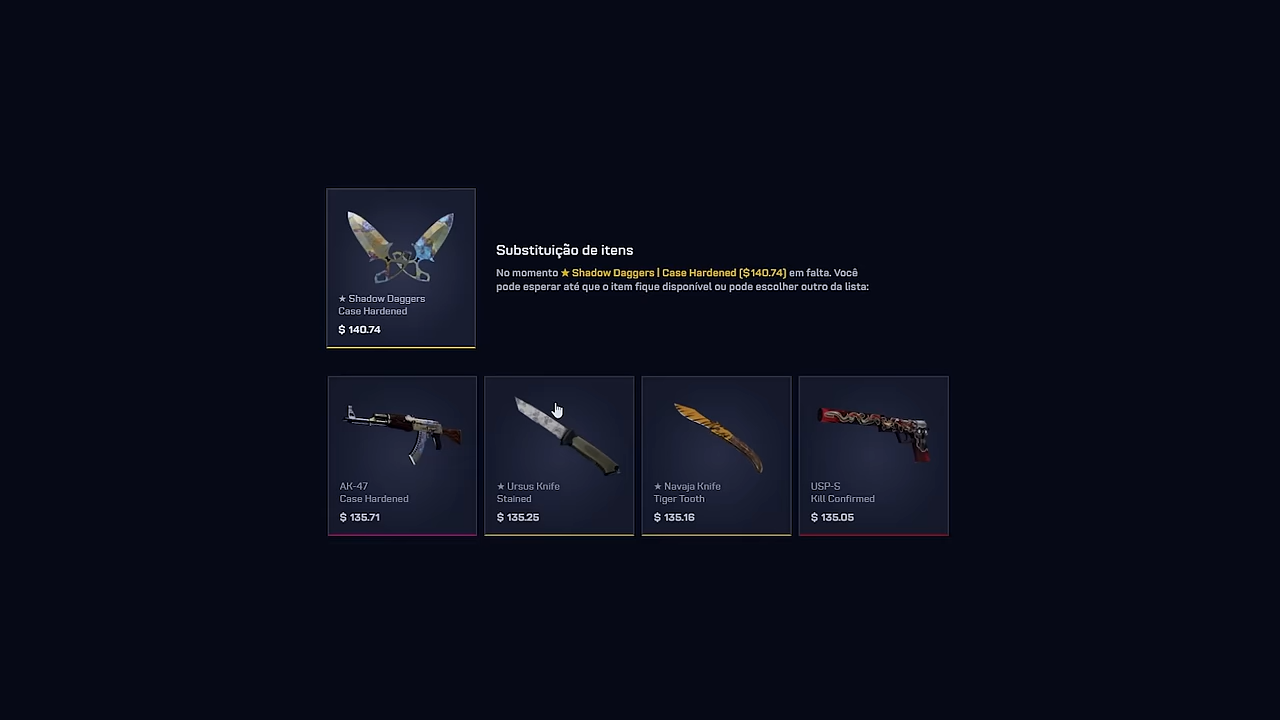 ★ Shadow Daggers
Case Hardened
$ 140.74
Substituição de itens
No momento ★ Shadow Daggers | Case Hardened ($140.74) em falta. Você
pode esperar até que o item fique disponível ou pode escolher outro da lista:
AK-47
Case Hardened
$ 135.71
★ Ursus Knife
Stained
$ 135.25
★ Navaja Knife
Tiger Tooth
$ 135.16
USP-S
Kill Confirmed
$ 135.05